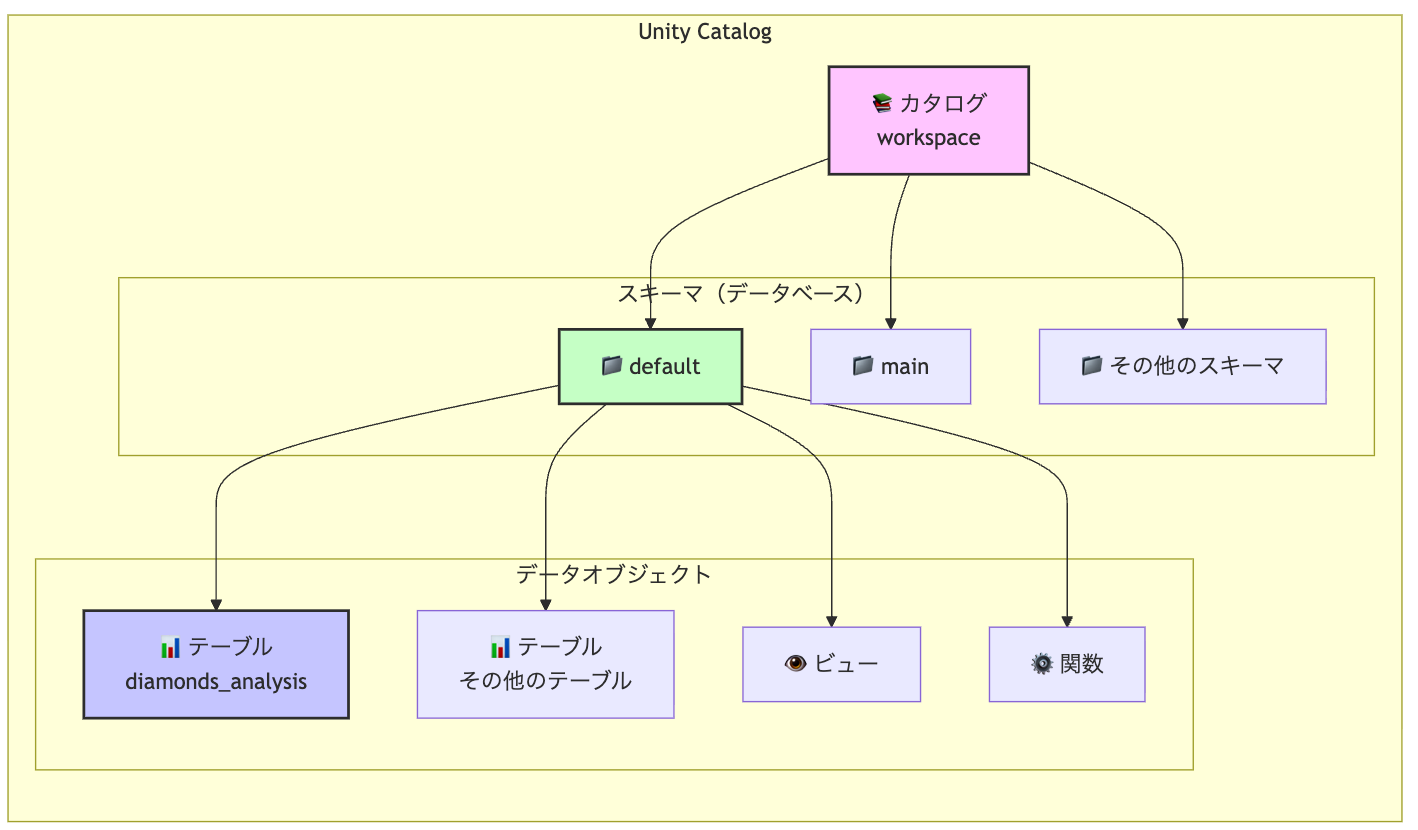 Unity Catalog
📚 カタログ
workspace
スキーマ（データベース）
📁 default
📁 main
📁 その他のスキーマ
データオブジェクト
📊 テーブル
diamonds_analysis
📊 テーブル
その他のテーブル
👁️ ビュー
⚙️ 関数